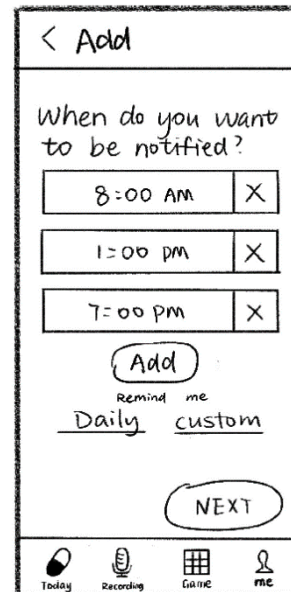 < Add
When do you want
to be notified?
8:00 AM X
1:00 pm X
7:00 pm X
Add
Remind me
Daily custom
NEXT
Today Recording Game me